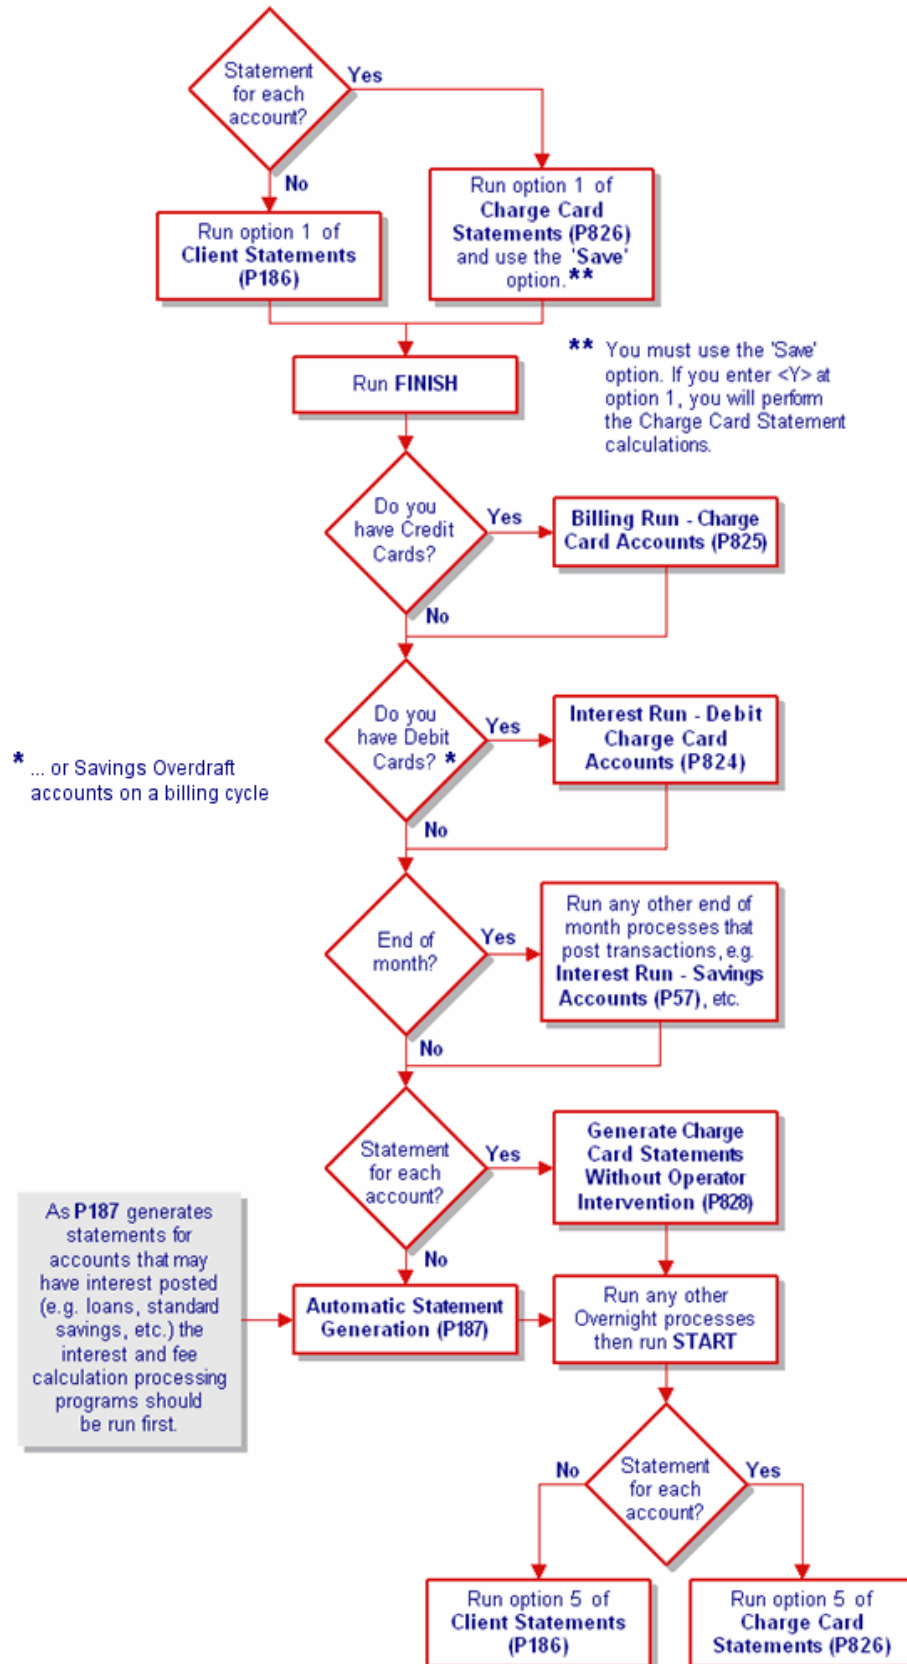 Statement
for each
account?
Yes
No
Run option 1 of
Client Statements
(P186)
Run option 1 of
Charge Card
Statements (P826)
and use the 'Save'
option.**
Run FINISH
** You must use the 'Save'
option. If you enter <Y> at
option 1, you will perform
the Charge Card Statement
calculations.
Do you
have Credit
Cards?
Yes
Billing Run - Charge
Card Accounts (P825)
No
Do you
have Debit
Cards? *
Yes
Interest Run - Debit
Charge Card
Accounts (P824)
* ... or Savings Overdraft
accounts on a billing cycle
No
End of
month?
Yes
Run any other end of
month processes that
post transactions, e.g.
Interest Run - Savings
Accounts (P57), etc.
No
Statement
for each
account?
Yes
Generate Charge
Card Statements
Without Operator
Intervention (P828)
No
As P187 generates
statements for
accounts that may
have interest posted
(e.g. loans, standard
savings, etc.) the
interest and fee
calculation processing
programs should
be run first.
Automatic Statement
Generation (P187)
Run any other
Overnight processes
then run START
No
Statement
for each
account?
Yes
Run option 5 of
Client Statements
(P186)
Run option 5 of
Charge Card
Statements (P826)